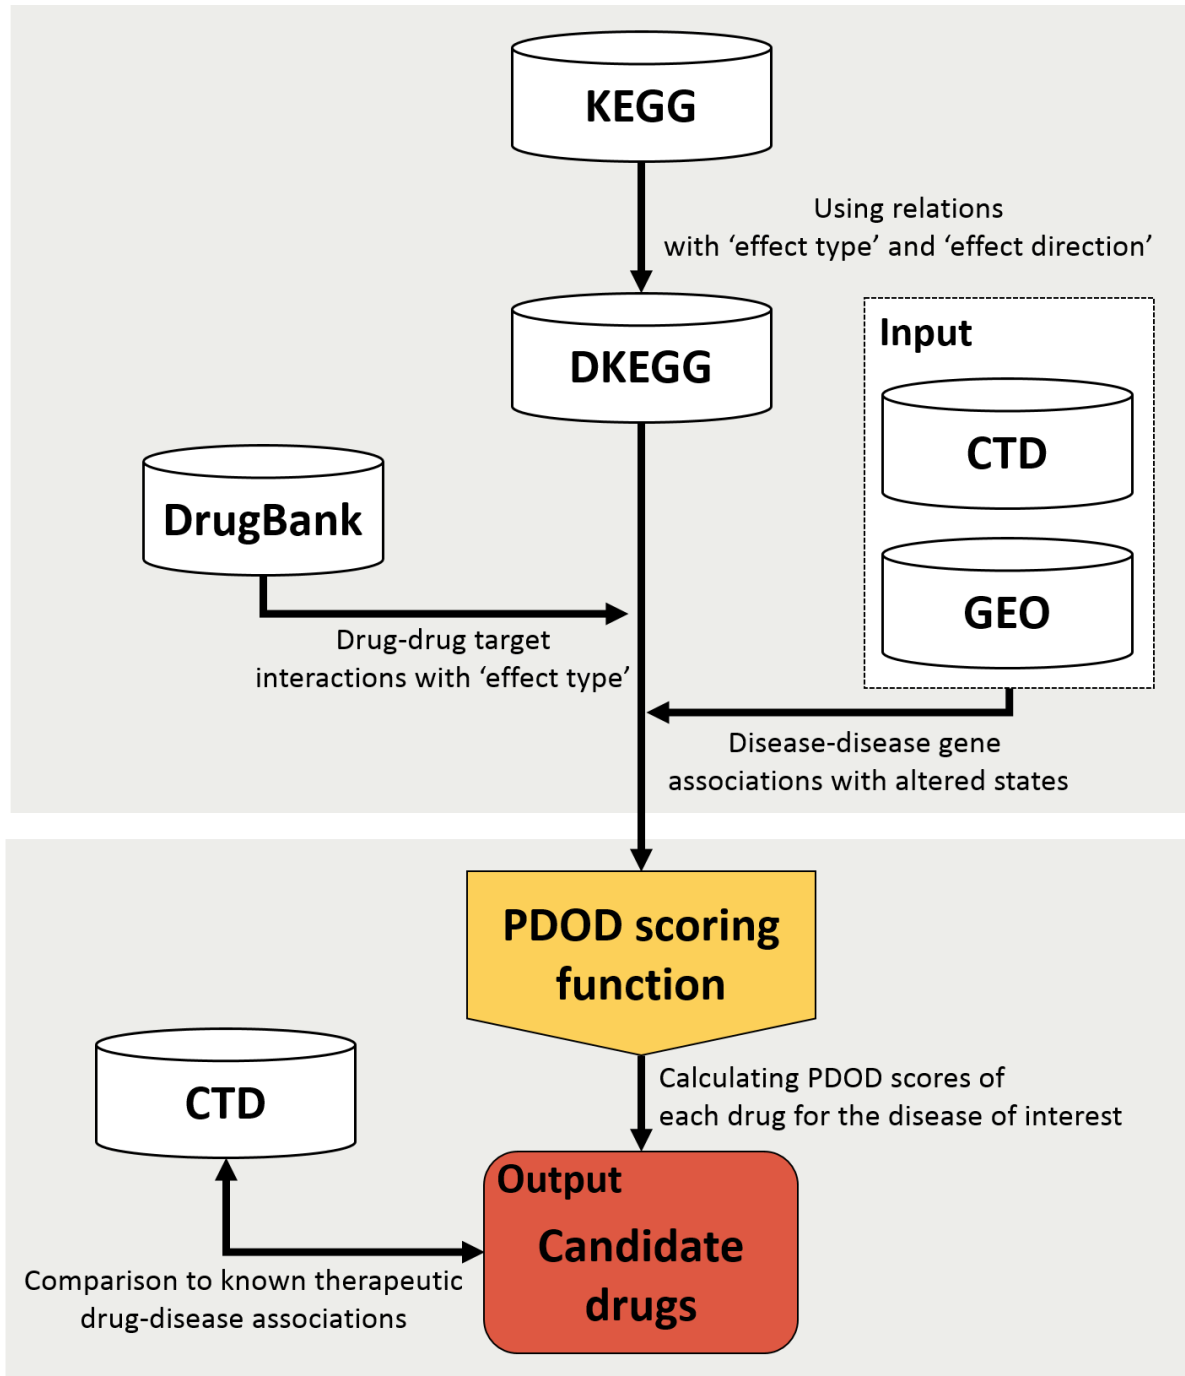 KEGG
Using relations
with ‘effect type’ and ‘effect direction’
DKEGG
Input
CTD
GEO
DrugBank
Drug-drug target
interactions with ‘effect type’
Disease-disease gene
associations with altered states
PDOD scoring
function
Calculating PDOD scores of
each drug for the disease of interest
CTD
Output
Candidate
drugs
Comparison to known therapeutic
drug-disease associations